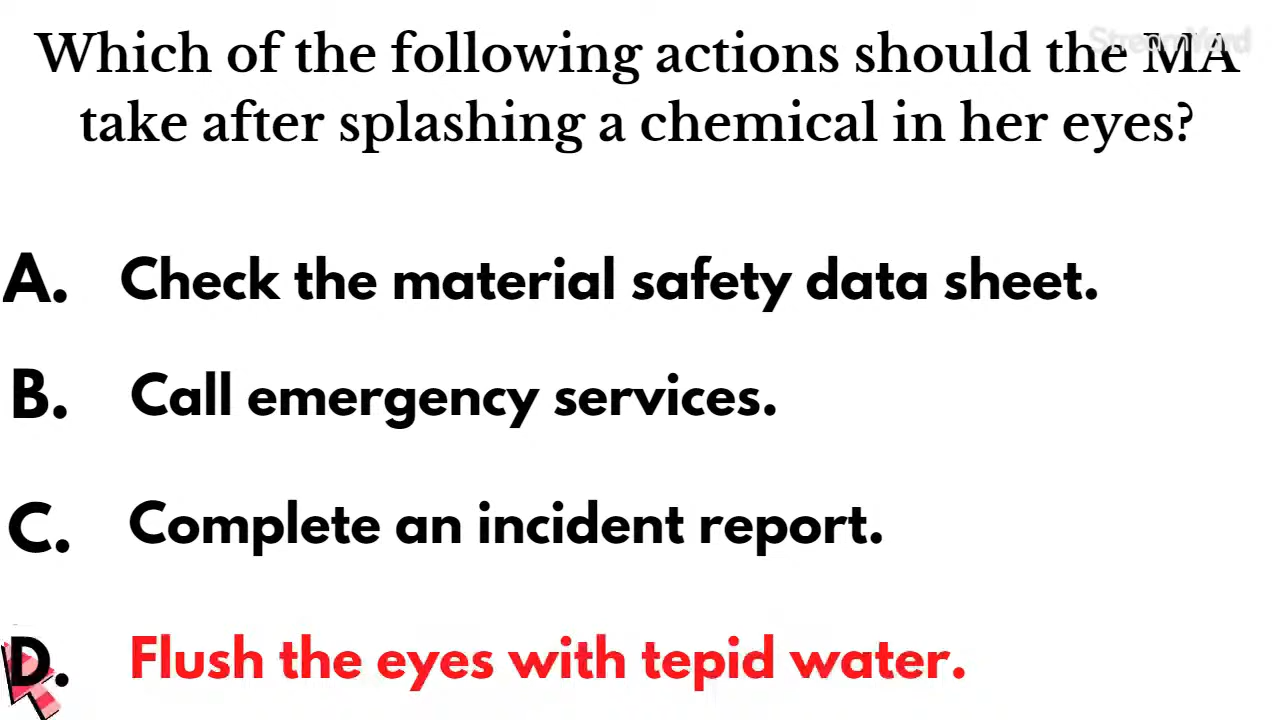 Which of the following actions should the MA
take after splashing a chemical in her eyes?
StreamYard
A. Check the material safety data sheet.
B. Call emergency services.
C. Complete an incident report.
D. Flush the eyes with tepid water.